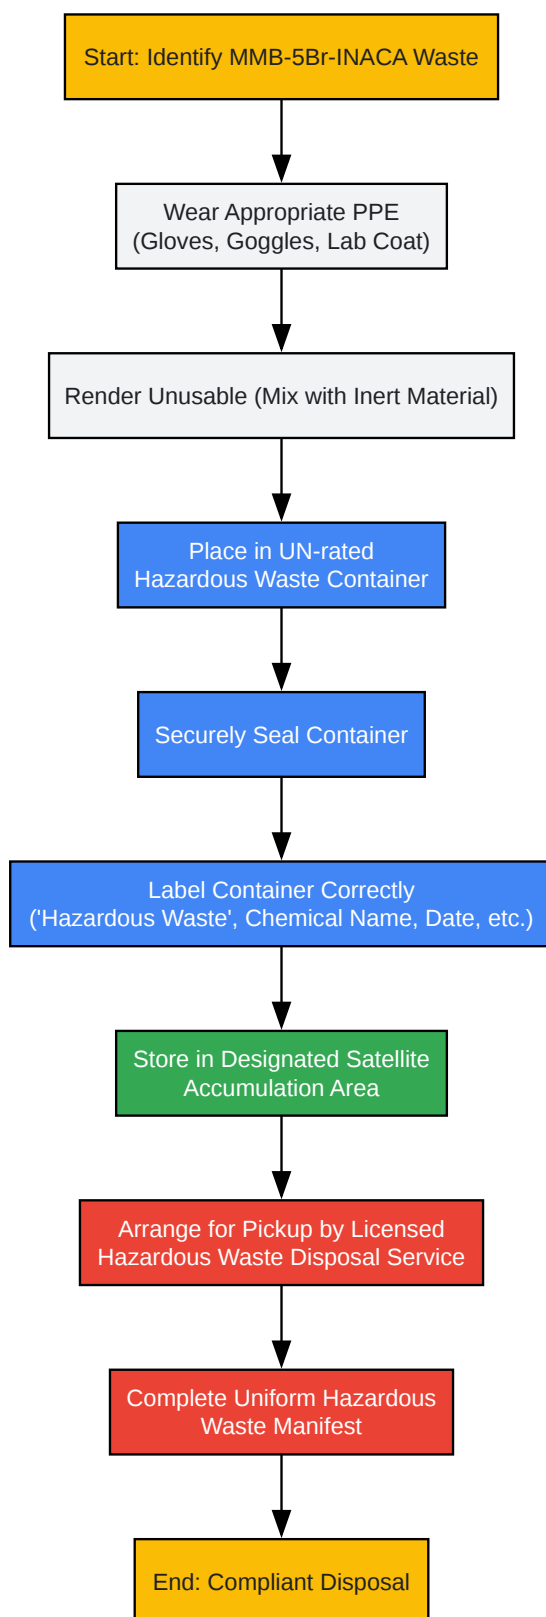 Start: Identify MMB-5Br-INACA Waste
Wear Appropriate PPE
(Gloves, Goggles, Lab Coat)
Render Unusable (Mix with Inert Material)
Place in UN-rated
Hazardous Waste Container
Securely Seal Container
Label Container Correctly
('Hazardous Waste', Chemical Name, Date, etc.)
Store in Designated Satellite
Accumulation Area
Arrange for Pickup by Licensed
Hazardous Waste Disposal Service
Complete Uniform Hazardous
Waste Manifest
End: Compliant Disposal